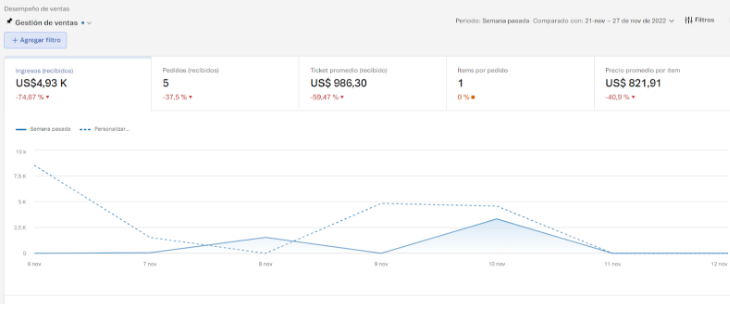 Desempeño de ventas
Gestión de ventas
Periodo: Semana pasada Comparado con: 21-nov – 27 de nov de 2022
Filtros
+ Agregar filtro
Ingresos (recibidos)
US$4,93 K
-74,67 %
Pedidos (recibidos)
5
-37,5 %
Ticket promedio (recibido)
US$ 986,30
-59,47 %
Items por pedido
1
0 %
Precio promedio por item
US$ 821,91
-40,9 %
Semana pasada
Personalizar...
10 K
7,5 K
5 K
2,5 K
0
6 nov
7 nov
8 nov
9 nov
10 nov
11 nov
12 nov